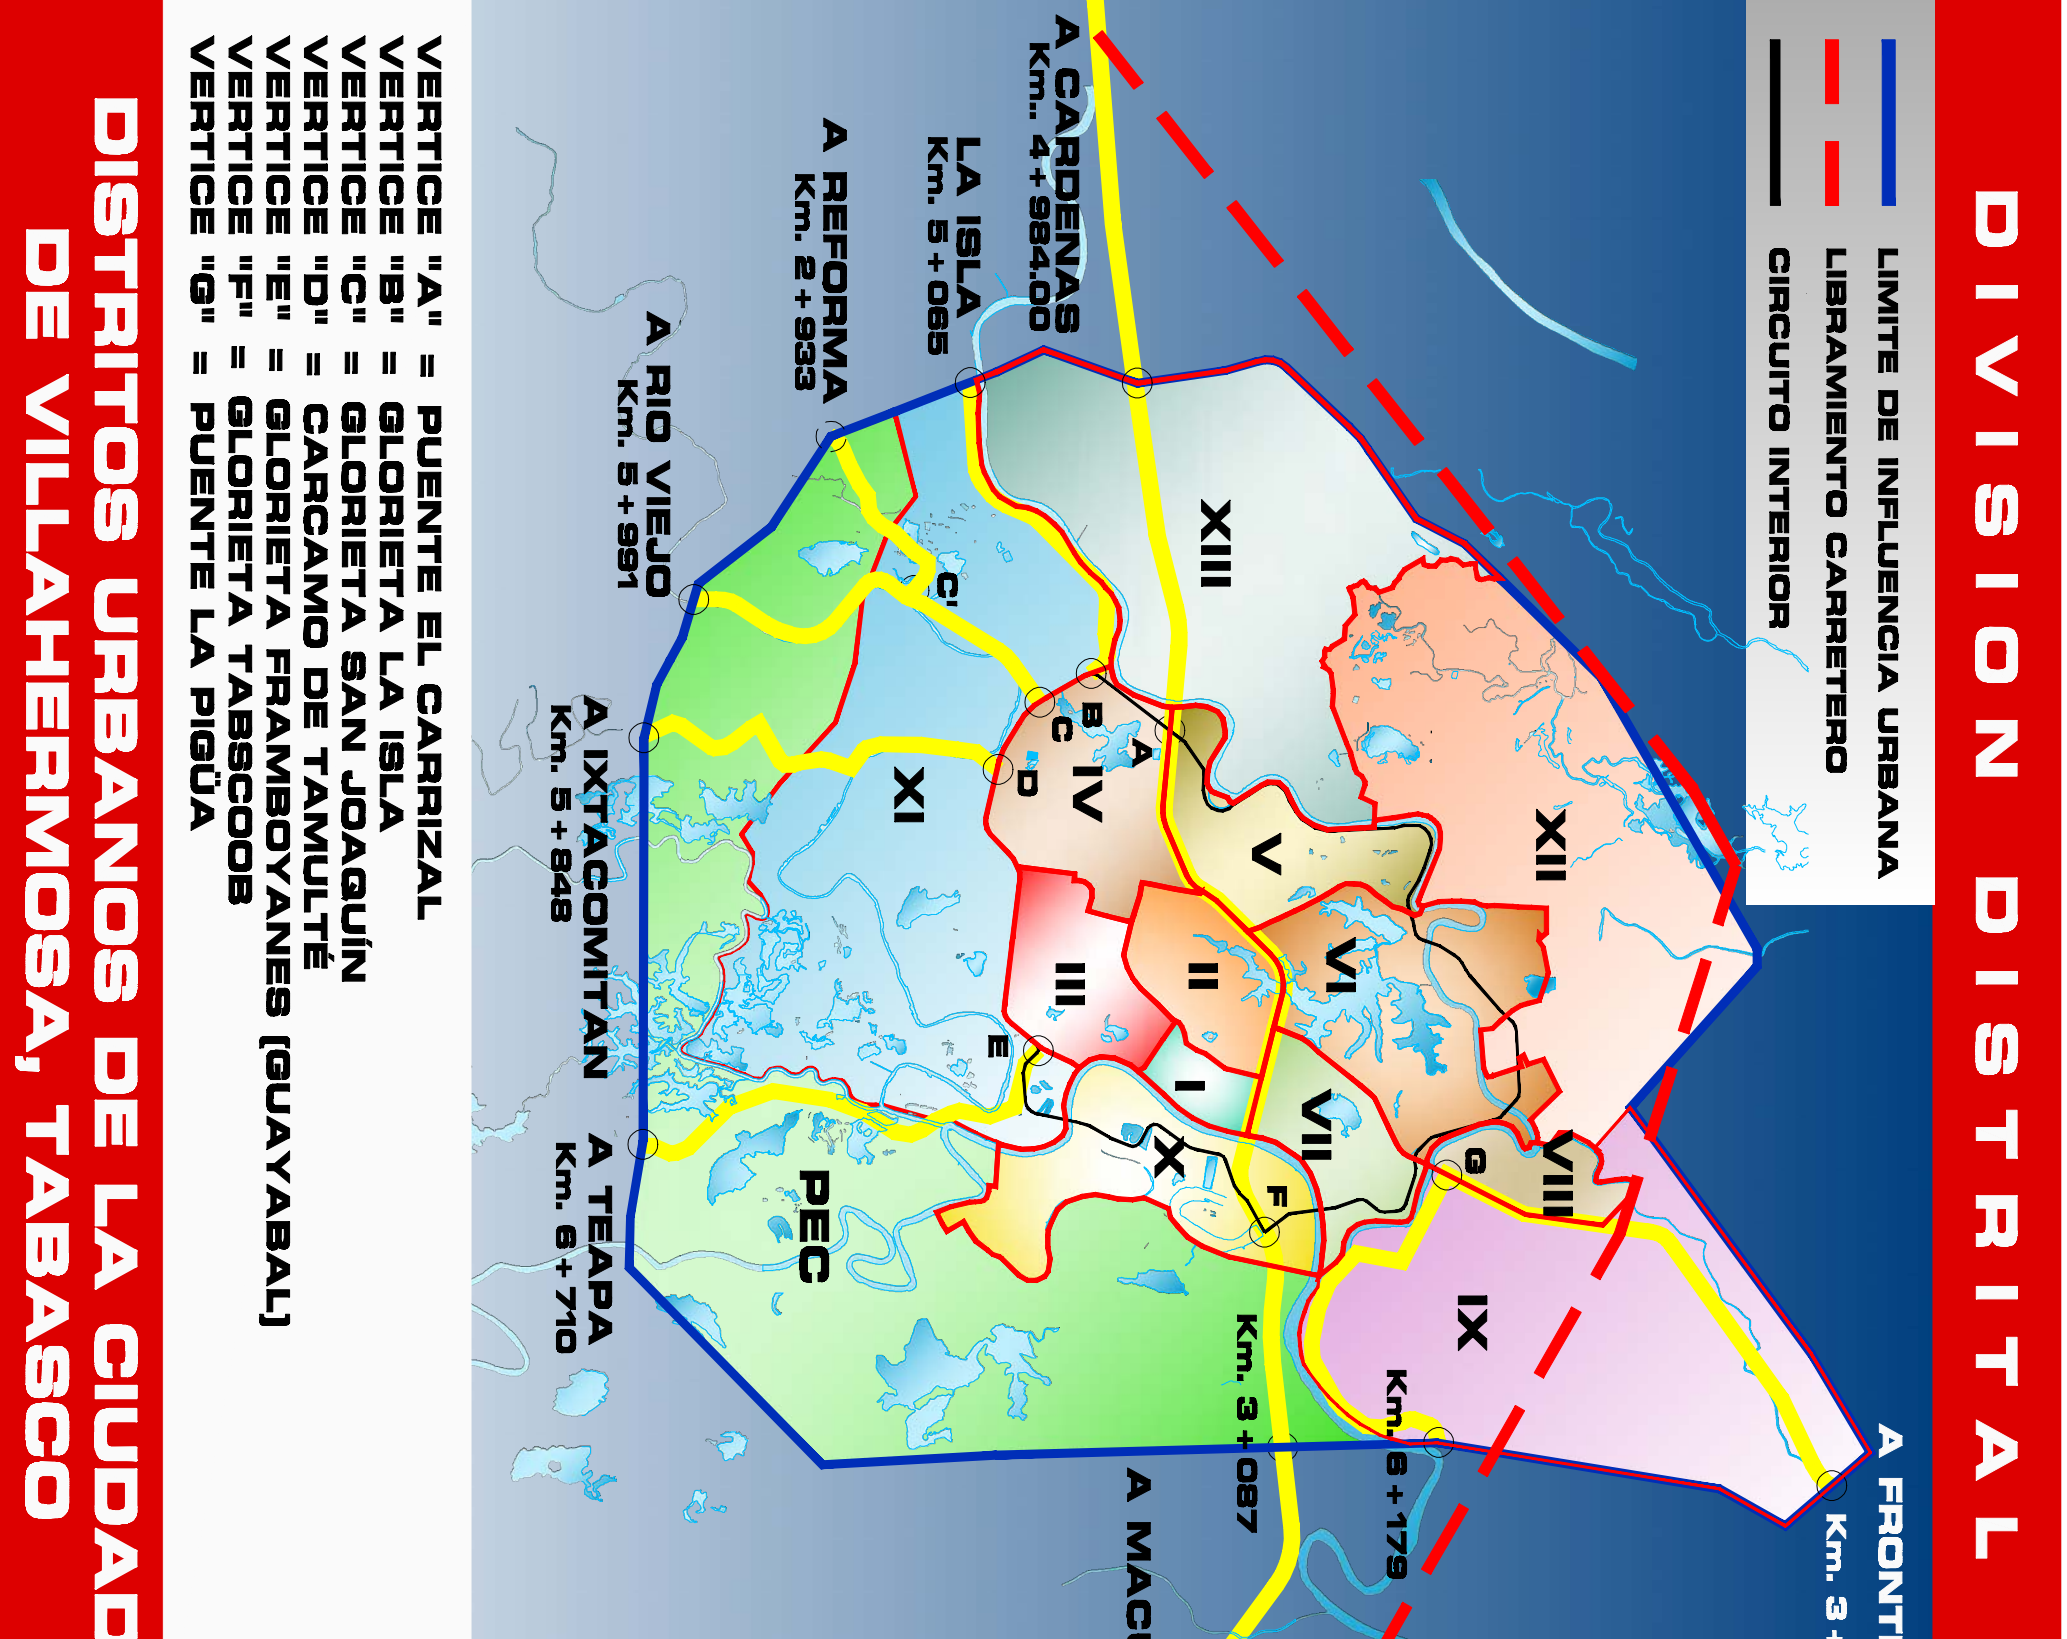 DIVISION DISTRITAL
LIMITE DE INFLUENCIA URBANA
LIBRAMIENTO CARRETERO
CIRCUITO INTERIOR
A FRONT
Km. 3+
A CARDENAS
Km.. 4+984.00
LA ISLA
Km. 5+065
A REFORMA
Km. 2+933
A RIO VIEJO
Km. 5+991
A IXTACOMITAN
Km. 5+848
A TEAPA
Km. 6+710
Km. 3+087
Km. 6+179
A MAC
XIII
XII
XI
IV
V
VI
III
II
I
VII
VIII
IX
X
PEC
A
B
C
C'
D
E
F
G
VERTICE "A" = PUENTE EL CARRIZAL
VERTICE "B" = GLORIETA LA ISLA
VERTICE "C" = GLORIETA SAN JOAQUÍN
VERTICE "D" = CARCAMO DE TAMULTÉ
VERTICE "E" = GLORIETA FRAMBOYANES (GUAYABAL)
VERTICE "F" = GLORIETA TABSCOOB
VERTICE "G" = PUENTE LA PIGÜA
DISTRITOS URBANOS DE LA CIUDAD
DE VILLAHERMOSA, TABASCO